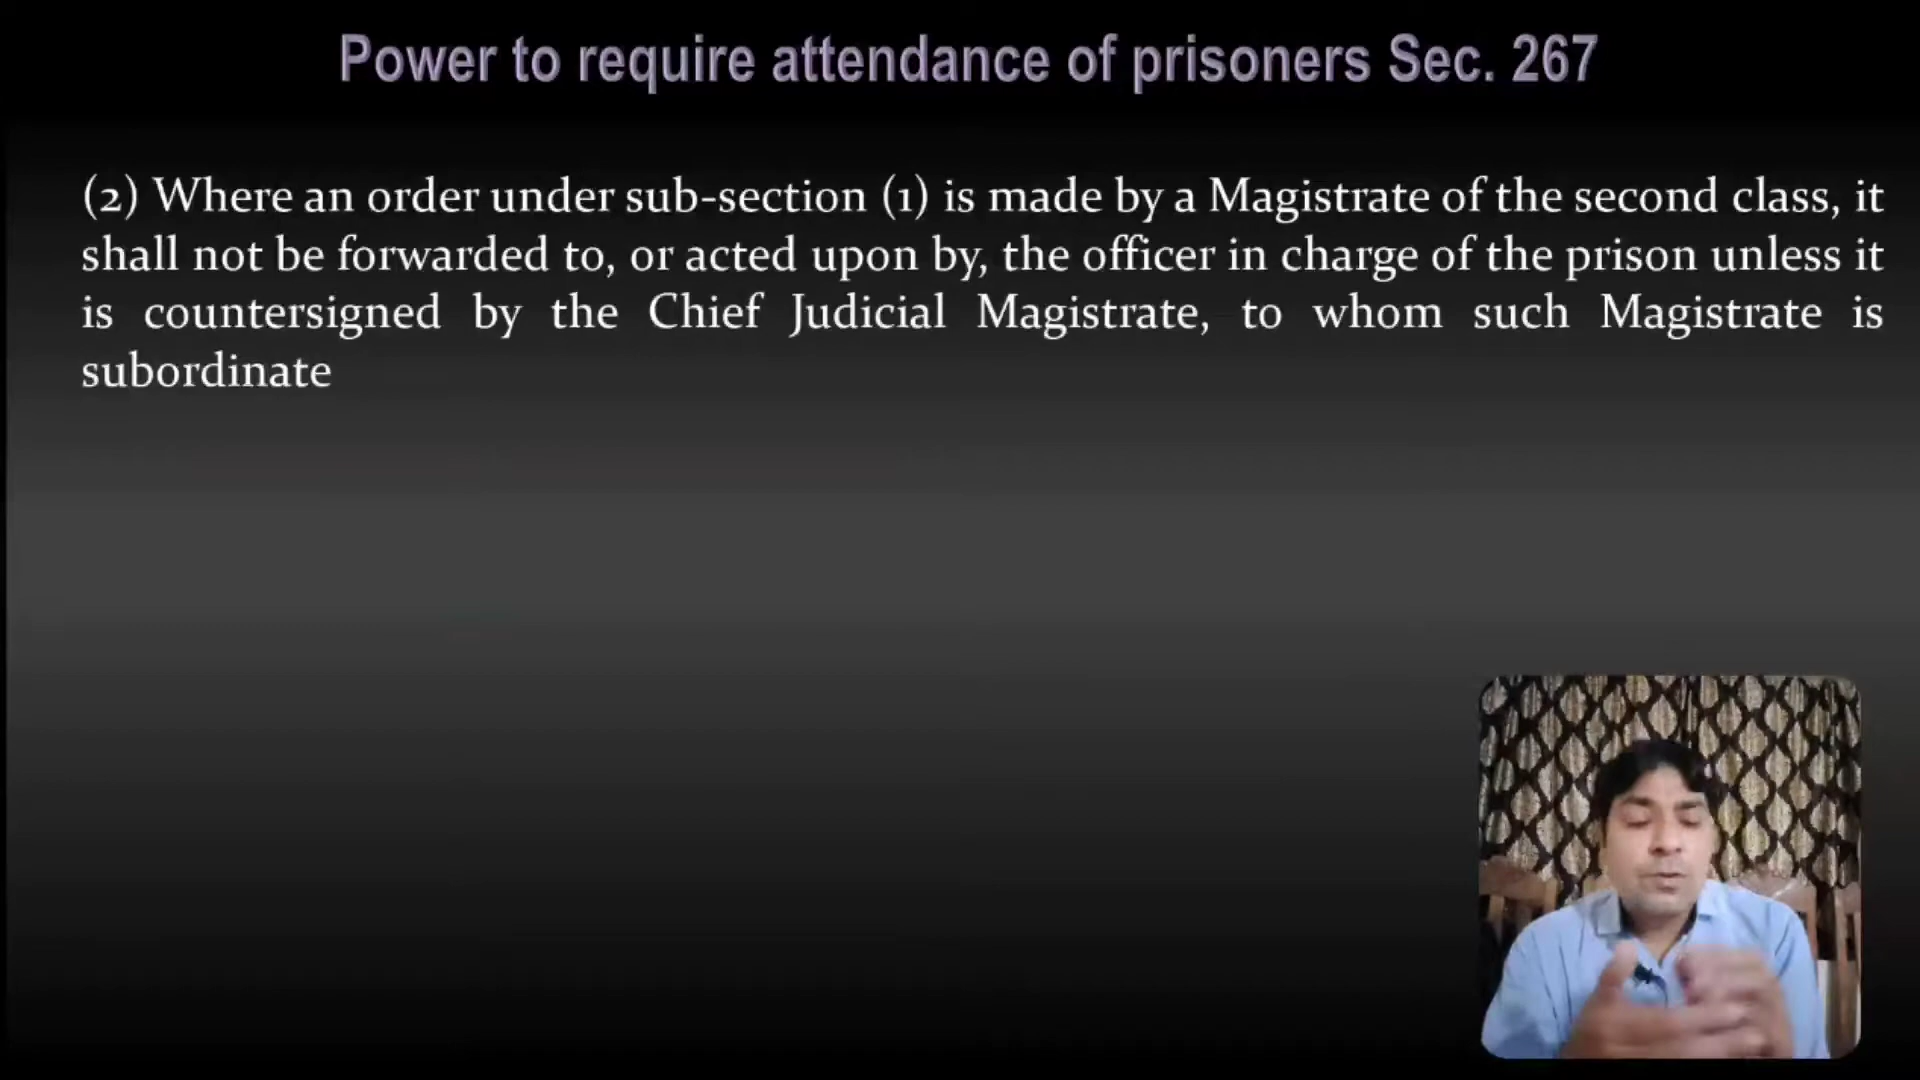 Power to require attendance of prisoners Sec. 267
(2) Where an order under sub-section (1) is made by a Magistrate of the second class, it
shall not be forwarded to, or acted upon by, the officer in charge of the prison unless it
is countersigned by the Chief Judicial Magistrate, to whom such Magistrate is
subordinate